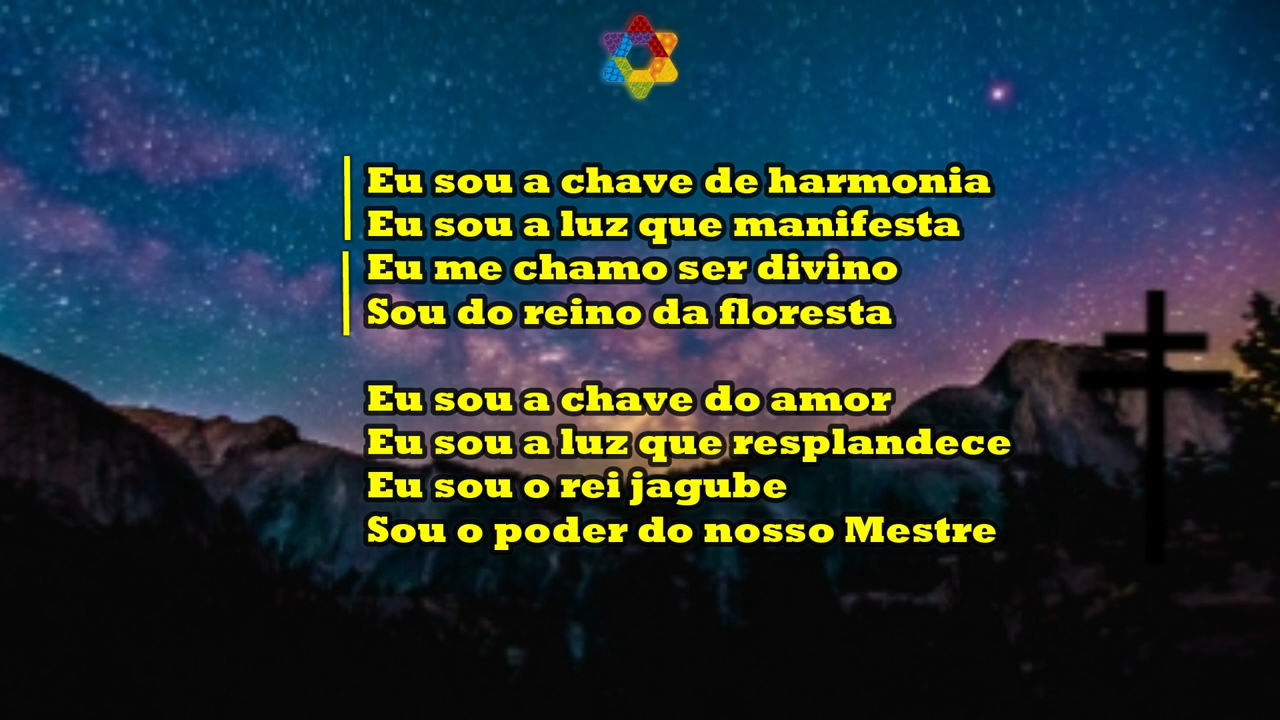 Eu sou a chave de harmonia
Eu sou a luz que manifesta
Eu me chamo ser divino
Sou do reino da floresta
Eu sou a chave do amor
Eu sou a luz que resplandece
Eu sou o rei jagube
Sou o poder do nosso Mestre